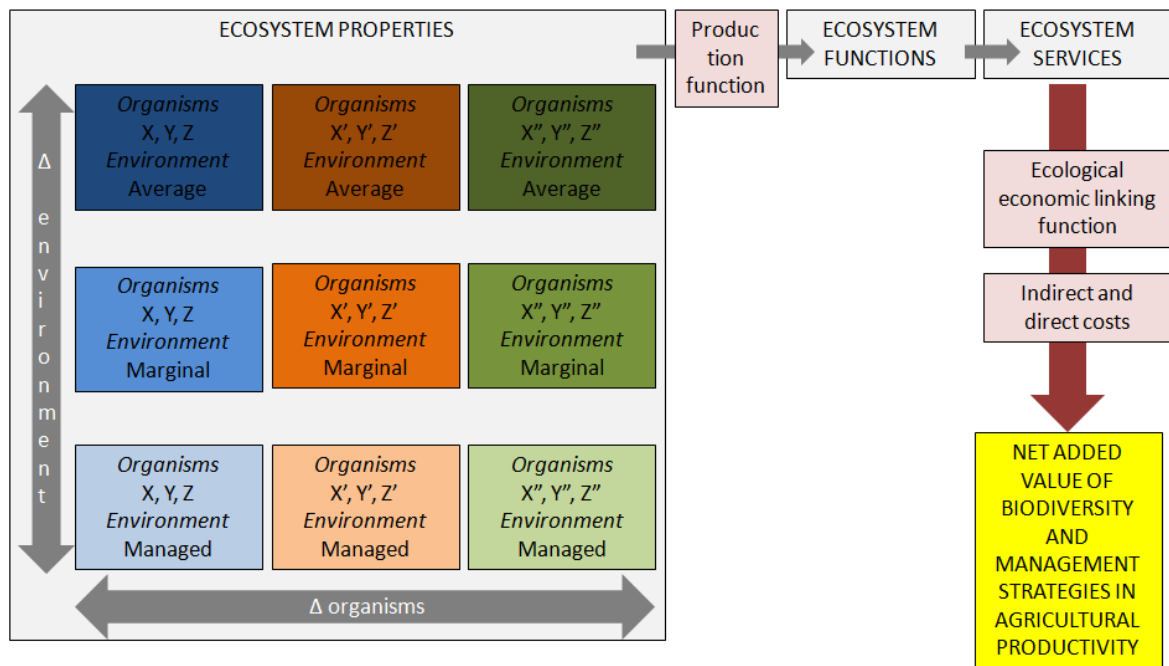 ECOSYSTEM PROPERTIES
Produc
tion
function
ECOSYSTEM
FUNCTIONS
ECOSYSTEM
SERVICES
Δ environment
Organisms
X, Y, Z
Environment
Average
Organisms
X’, Y’, Z’
Environment
Average
Organisms
X”, Y”, Z”
Environment
Average
Organisms
X, Y, Z
Environment
Marginal
Organisms
X’, Y’, Z’
Environment
Marginal
Organisms
X”, Y”, Z”
Environment
Marginal
Organisms
X, Y, Z
Environment
Managed
Organisms
X’, Y’, Z’
Environment
Managed
Organisms
X”, Y”, Z”
Environment
Managed
Δ organisms
Ecological
economic linking
function
Indirect and
direct costs
NET ADDED
VALUE OF
BIODIVERSITY
AND
MANAGEMENT
STRATEGIES IN
AGRICULTURAL
PRODUCTIVITY